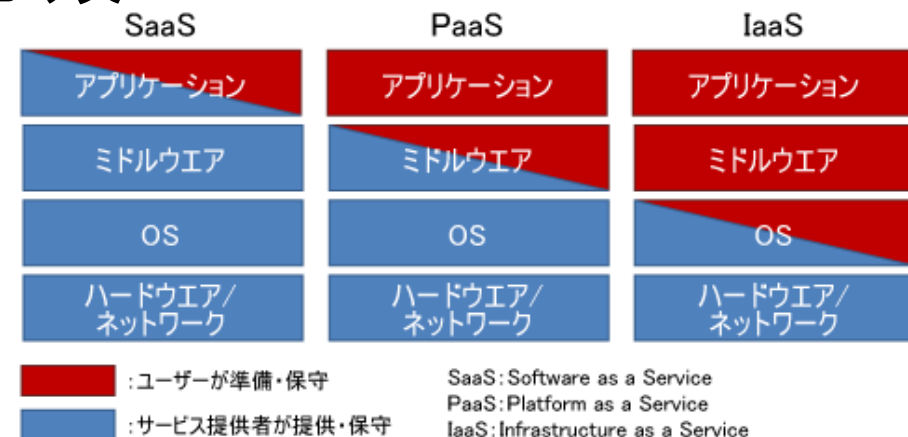 SaaS
PaaS
IaaS
アプリケーション
アプリケーション
アプリケーション
ミドルウエア
ミドルウエア
ミドルウエア
OS
OS
OS
ハードウエア/
ネットワーク
ハードウエア/
ネットワーク
ハードウエア/
ネットワーク
:ユーザーが準備・保守
:サービス提供者が提供・保守
SaaS:Software as a Service
PaaS:Platform as a Service
IaaS:Infrastructure as a Service